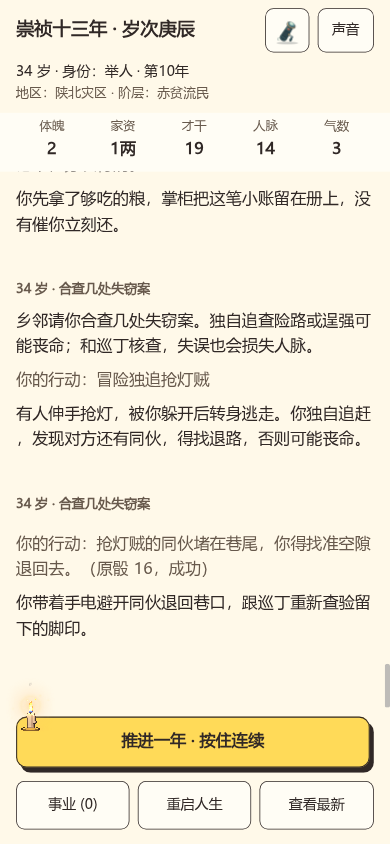 崇祯十三年 · 岁次庚辰
声音
34 岁 · 身份：举人 · 第10年
地区：陕北灾区 · 阶层：赤贫流民
体魄 家资 才干 人脉 气数
2 1两 19 14 3
你先拿了够吃的粮，掌柜把这笔小账留在册上，没
有催你立刻还。
34 岁 · 合查几处失窃案
乡邻请你合查几处失窃案。独自追查险路或逞强可
能丧命；和巡丁核查，失误也会损失人脉。
你的行动：冒险独追抢灯贼
有人伸手抢灯，被你躲开后转身逃走。你独自追赶
，发现对方还有同伙，得找退路，否则可能丧命。
34 岁 · 合查几处失窃案
你的行动：抢灯贼的同伙堵在巷尾，你得找准空隙
退回去。（原骰 16，成功）
你带着手电避开同伙退回巷口，跟巡丁重新查验留
下的脚印。
推进一年 · 按住连续
事业 (0)
重启人生
查看最新